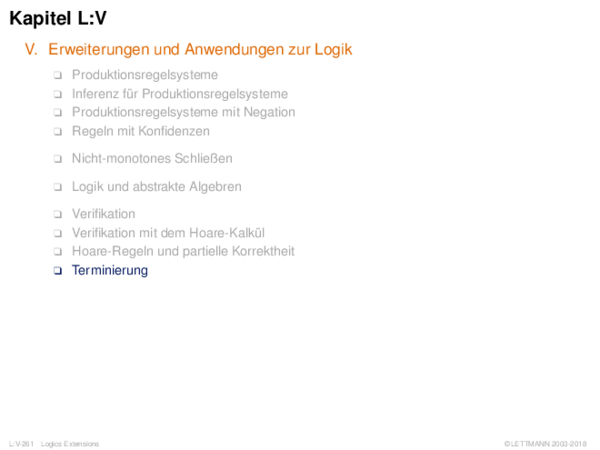 Kapitel L:V
V. Erweiterungen und Anwendungen zur Logik
❑ Produktionsregelsysteme
❑ Inferenz für Produktionsregelsysteme
❑ Produktionsregelsysteme mit Negation
❑ Regeln mit Konfidenzen
❑ Nicht-monotones Schließen
❑ Logik und abstrakte Algebren
❑ Verifikation
❑ Verifikation mit dem Hoare-Kalkül
❑ Hoare-Regeln und partielle Korrektheit
❑ Terminierung
L:V-261 Logics Extensions ©LETTMANN 2003-2018